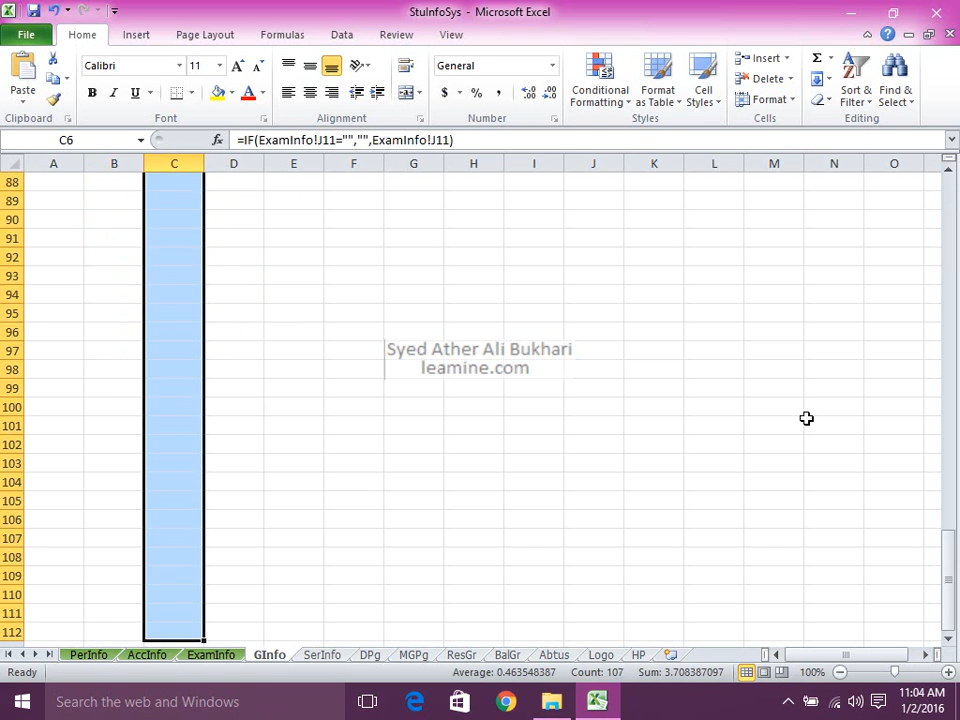 StuInfoSys - Microsoft Excel
File Home Insert Page Layout Formulas Data Review View
Paste
Calibri 11
B I U A
General
$ % ,
Conditional Formatting
Format as Table
Cell Styles
Insert
Delete
Format
Σ
Sort & Filter
Find & Select
Clipboard Font Alignment Number Styles Cells Editing
C6 fx =IF(ExamInfo!J11="","",ExamInfo!J11)
A B C D E F G H I J K L M N O
88
89
90
91
92
93
94
95
96
97
98
99
100
101
102
103
104
105
106
107
108
109
110
111
112
Syed Ather Ali Bukhari
leamine.com
PerInfo AccInfo ExamInfo GInfo SerInfo DPg MGPg ResGr BalGr Abtus Logo HP
Ready Average: 0.463548387 Count: 107 Sum: 3.708387097 100%
Search the web and Windows
11:04 AM
1/2/2016